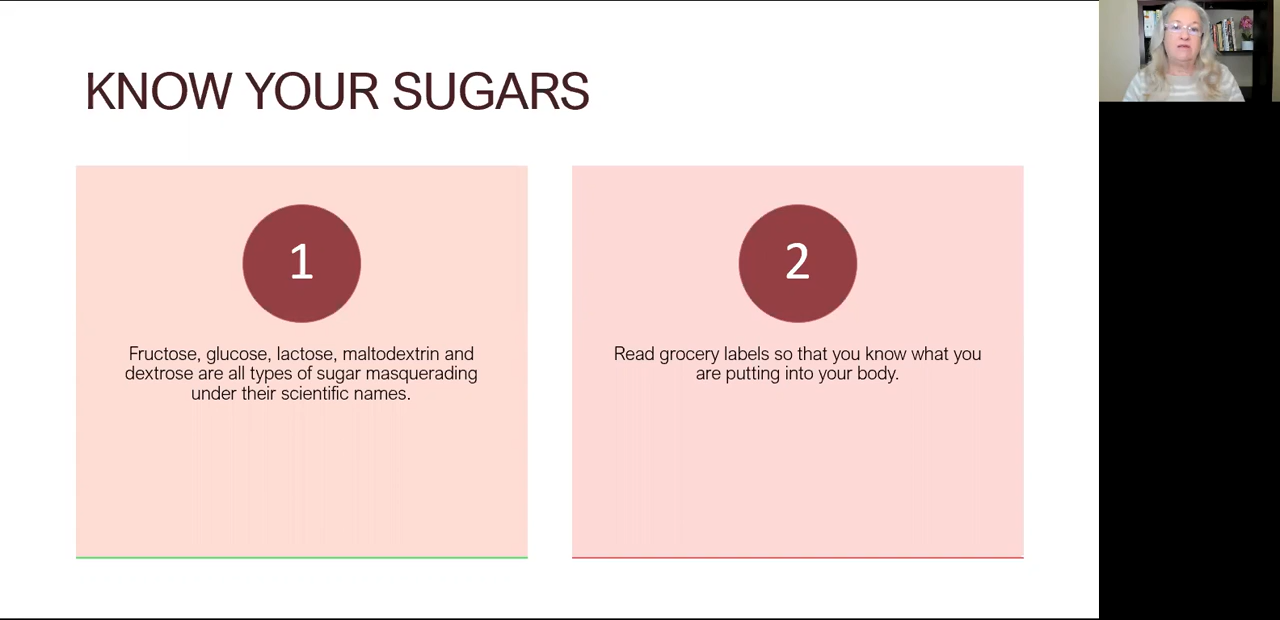 KNOW YOUR SUGARS
1
Fructose, glucose, lactose, maltodextrin and
dextrose are all types of sugar masquerading
under their scientific names.
2
Read grocery labels so that you know what you
are putting into your body.